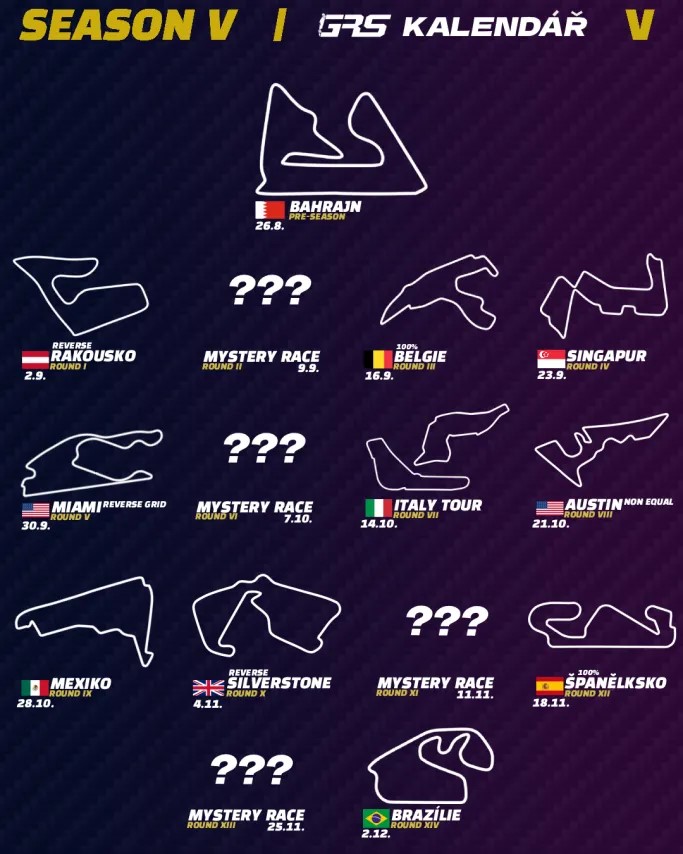 SEASON V | GRS KALENDÁŘ V
BAHRAJN
PRE-SEASON
26.8.
REVERSE
RAKOUSKO
ROUND I
2.9.
???
MYSTERY RACE
ROUND II
9.9.
100%
BELGIE
ROUND III
16.9.
SINGAPUR
ROUND IV
23.9.
MIAMI REVERSE GRID
ROUND V
30.9.
???
MYSTERY RACE
ROUND VI
7.10.
ITALY TOUR
ROUND VII
14.10.
AUSTIN NON EQUAL
ROUND VIII
21.10.
MEXIKO
ROUND IX
28.10.
REVERSE
SILVERSTONE
ROUND X
4.11.
???
MYSTERY RACE
ROUND XI
11.11.
100%
ŠPANĚLKSKO
ROUND XII
18.11.
???
MYSTERY RACE
ROUND XIII
25.11.
BRAZÍLIE
ROUND XIV
2.12.